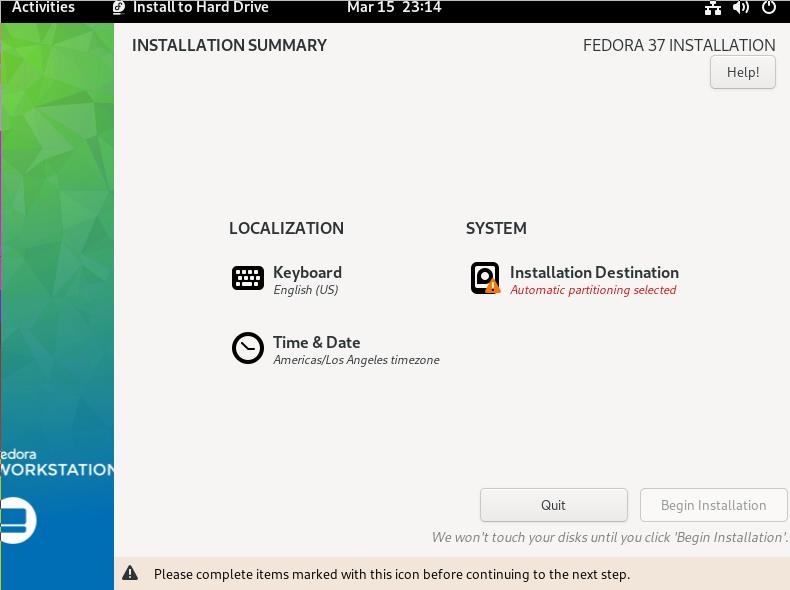 Activities Install to Hard Drive Mar 15 23:14
INSTALLATION SUMMARY FEDORA 37 INSTALLATION
Help!
LOCALIZATION SYSTEM
Keyboard
English (US)
Installation Destination
Automatic partitioning selected
Time & Date
Americas/Los Angeles timezone
edora
WORKSTATION
Quit Begin Installation
We won't touch your disks until you click 'Begin Installation'.
Please complete items marked with this icon before continuing to the next step.